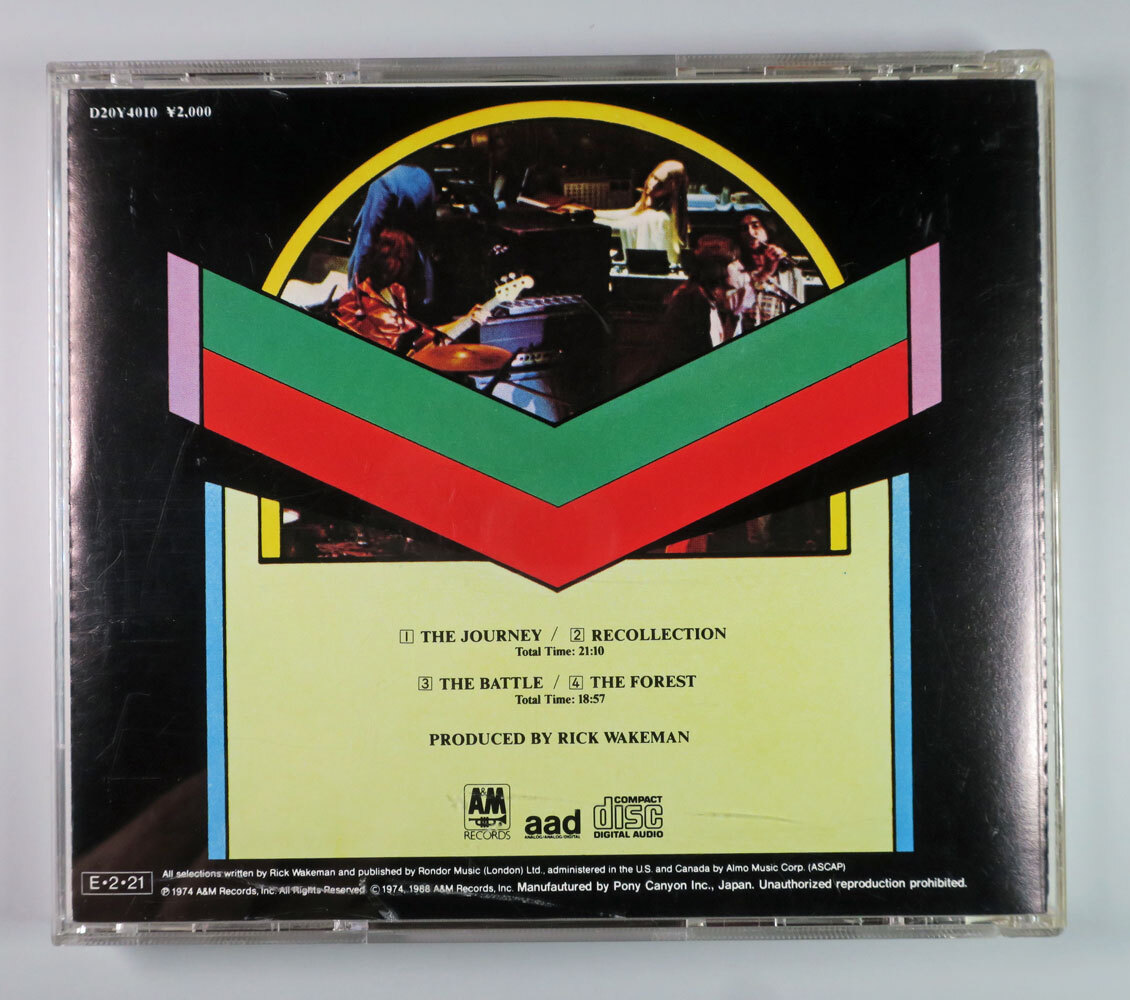 D20Y4010 ¥2,000
1 THE JOURNEY / 2 RECOLLECTION
Total Time: 21:10
3 THE BATTLE / 4 THE FOREST
Total Time: 18:57
PRODUCED BY RICK WAKEMAN
A&M
RECORDS
aad
ANALOG/ANALOG/DIGITAL
COMPACT
disc
DIGITAL AUDIO
E•2•21
All selections written by Rick Wakeman and published by Rondor Music (London) Ltd., administered in the U.S. and Canada by Almo Music Corp. (ASCAP)
℗1974 A&M Records, Inc. All Rights Reserved ©1974, 1988 A&M Records, Inc. Manufautured by Pony Canyon Inc., Japan. Unauthorized reproduction prohibited.